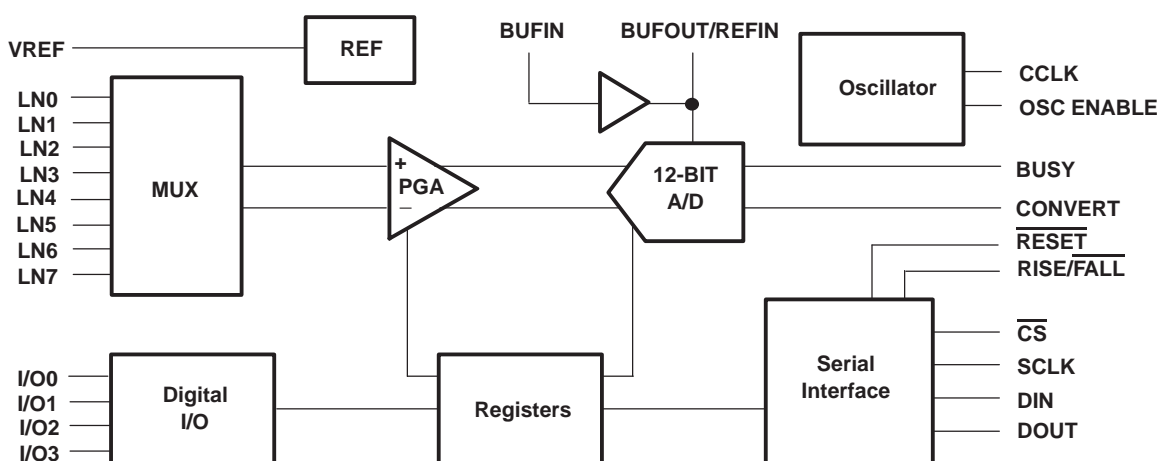 BUFIN
BUFOUT/REFIN
VREF
REF
Oscillator
CCLK
OSC ENABLE
LN0
LN1
LN2
LN3
LN4
LN5
LN6
LN7
MUX
+
PGA
–
12-BIT
A/D
BUSY
CONVERT
RESET
RISE/FALL
CS
SCLK
DIN
DOUT
Serial
Interface
I/O0
I/O1
I/O2
I/O3
Digital
I/O
Registers